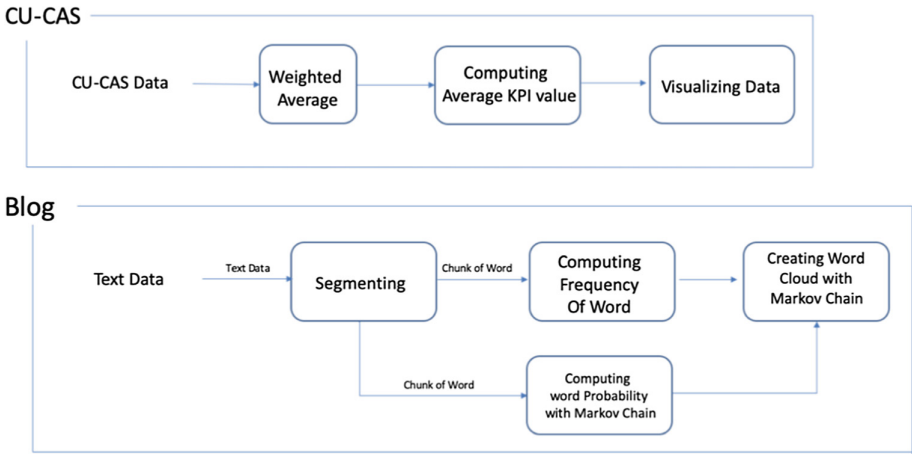 CU-CAS
CU-CAS Data
Weighted
Average
Computing
Average KPI value
Visualizing Data
Blog
Text Data
Text Data
Segmenting
Chunk of Word
Computing
Frequency
Of Word
Creating Word
Cloud with
Markov Chain
Chunk of Word
Computing
word Probability
with Markov Chain